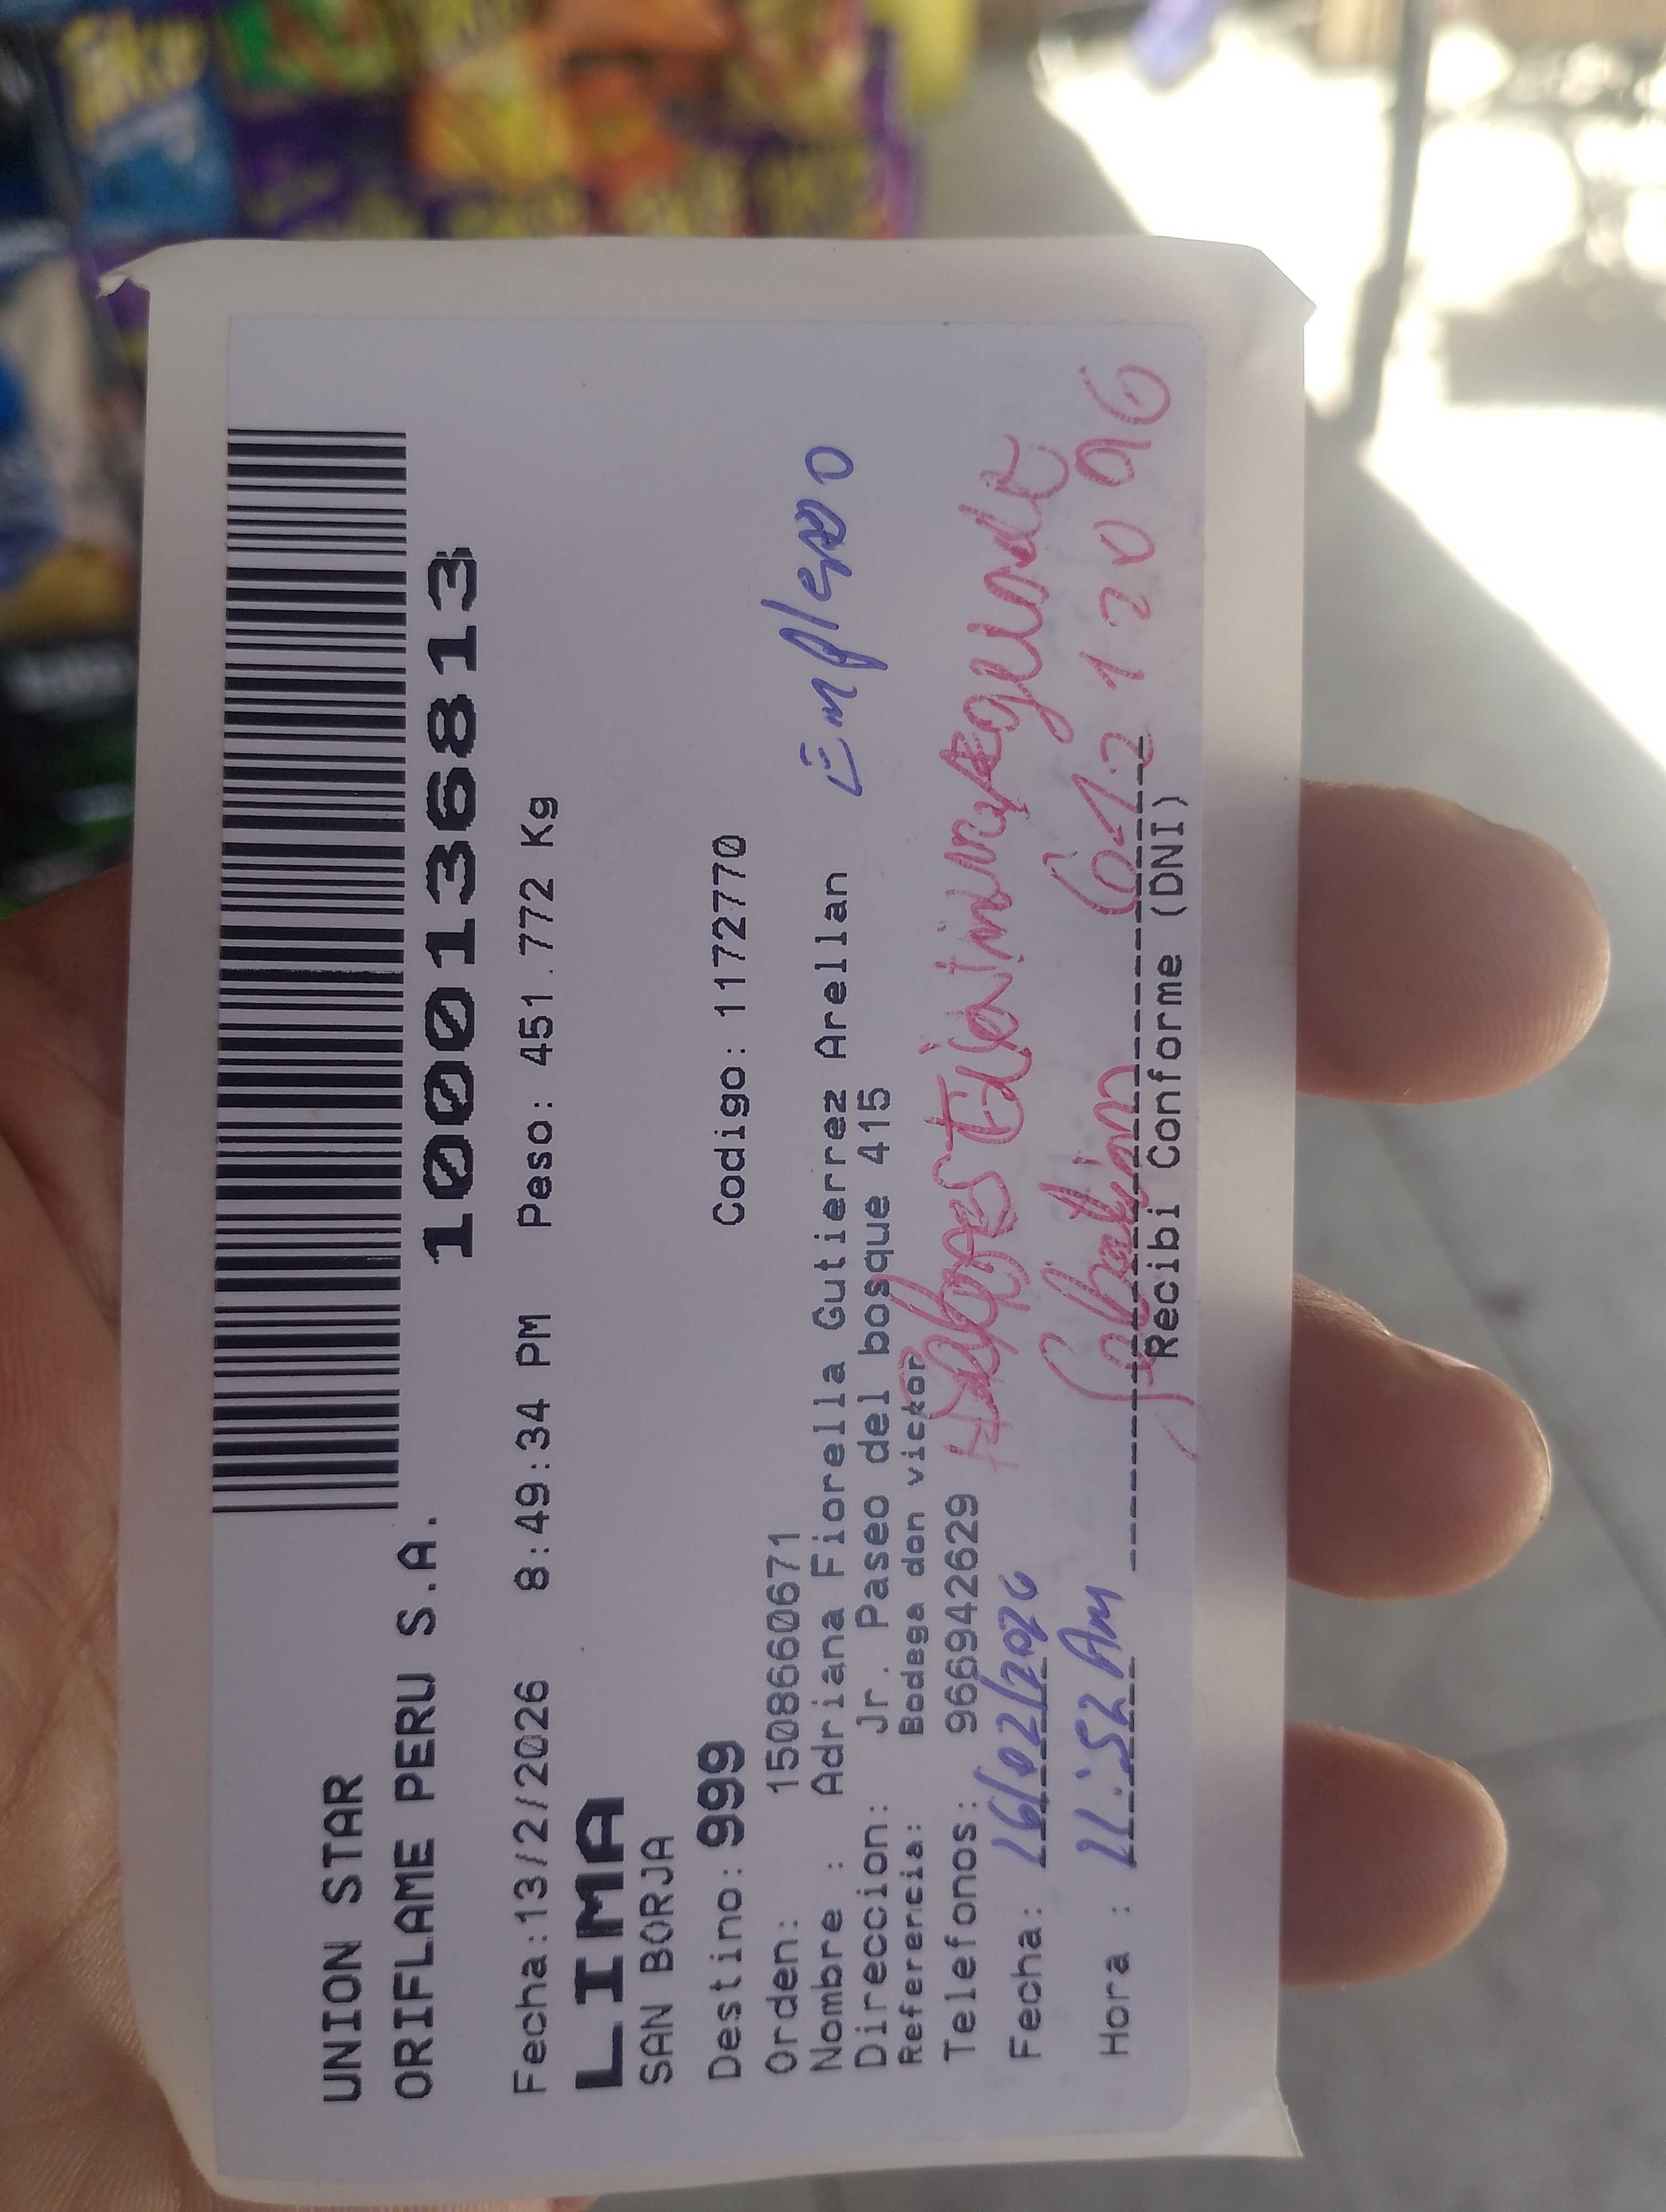 UNION STAR
ORIFLAME PERU S.A.
1000136813
Fecha:13/2/2026 8:49:34 PM Peso: 451.772 Kg
LIMA
SAN BORJA
Destino: 999 Codigo: 1172770
Orden: 150866060671
Nombre : Adriana Fiorella Gutierrez Arellan
Empleado
Direccion: Jr. Paseo del bosque 415
Referencia: Bodega don victor
Telefonos: 966942629
Fecha: 16/02/2026
Hora : 11:52 AM
Recibi Conforme (DNI)